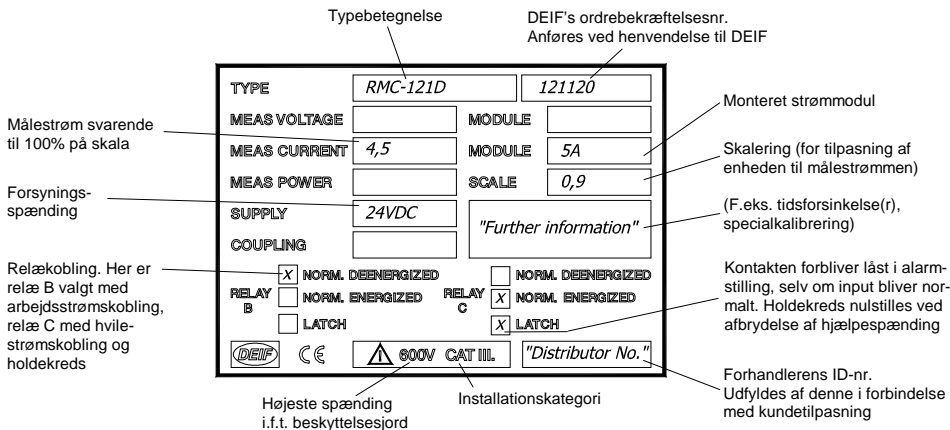 Typebetegnelse
DEIF's ordrebekræftelsesnr.
Anføres ved henvendelse til DEIF
TYPE RMC-121D 121120
MEAS VOLTAGE MODULE
Målestrøm svarende
til 100% på skala
MEAS CURRENT 4,5 MODULE 5A
Monteret strømmodul
MEAS POWER SCALE 0,9
Skalering (for tilpasning af
enheden til målestrømmen)
Forsynings-
spænding
SUPPLY 24VDC "Further information"
COUPLING
(F.eks. tidsforsinkelse(r),
specialkalibrering)
Relækobling. Her er
relæ B valgt med
arbejdsstrømskobling,
relæ C med hvile-
strømskobling og
holdekreds
X NORM. DEENERGIZED
RELAY
B
NORM. ENERGIZED
LATCH
NORM. DEENERGIZED
RELAY
C
X NORM. ENERGIZED
X LATCH
Kontakten forbliver låst i alarm-
stilling, selv om input bliver nor-
malt. Holdekreds nulstilles ved
afbrydelse af hjælpespænding
DEIF CE 600V CAT III. "Distributor No."
Højeste spænding
i.f.t. beskyttelsesjord
Installationskategori
Forhandlerens ID-nr.
Udfyldes af denne i forbindelse
med kundetilpasning